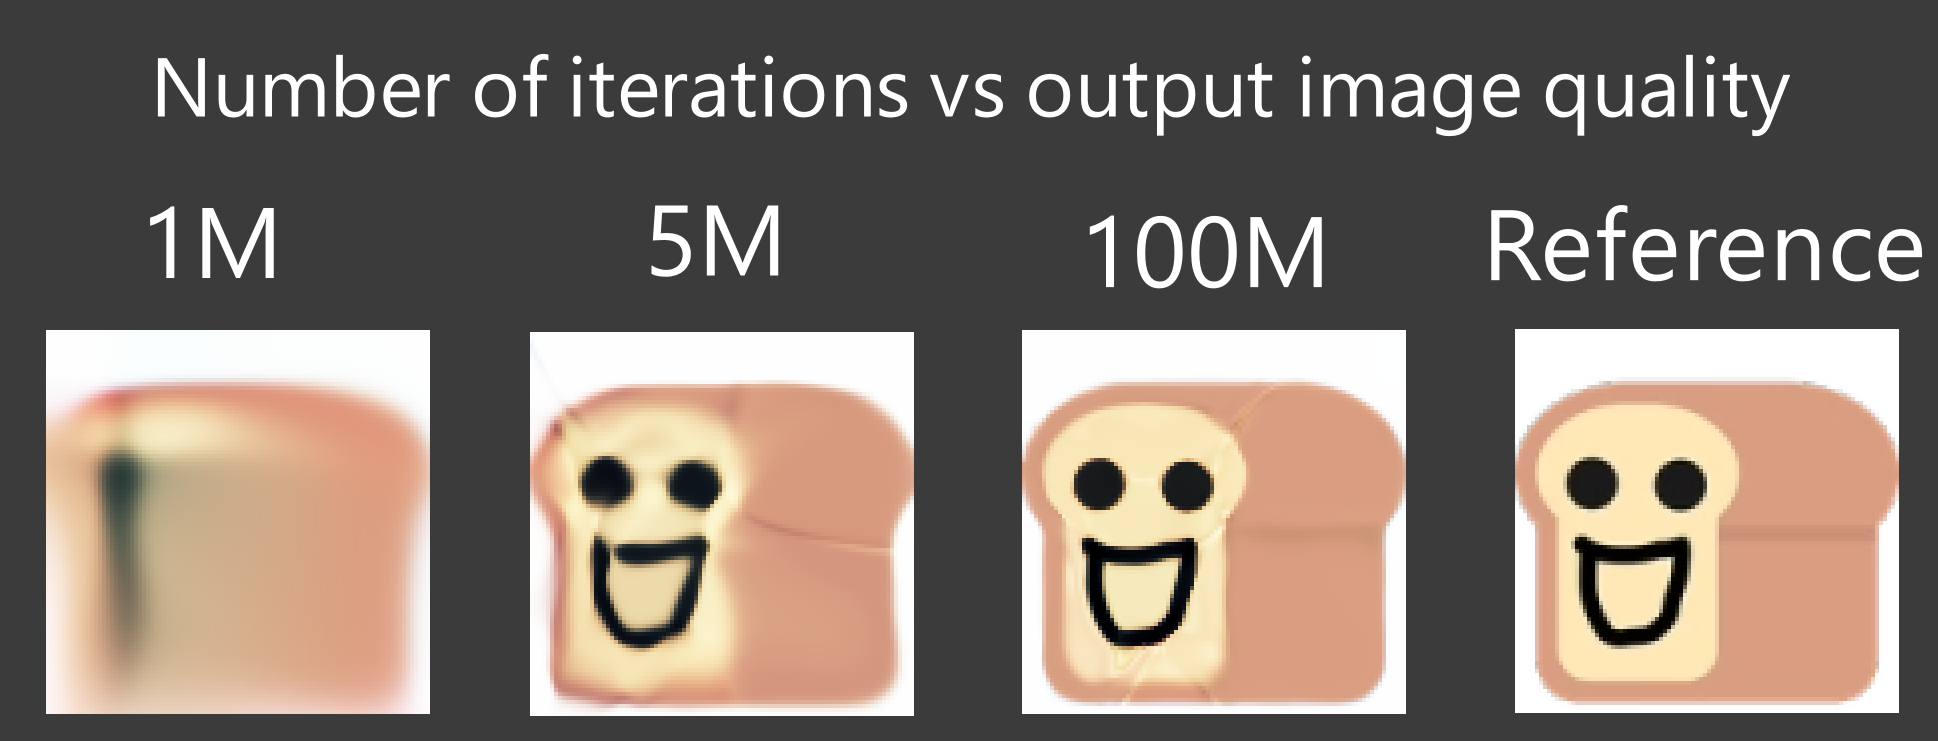 Number of iterations vs output image quality
1M 5M 100M Reference